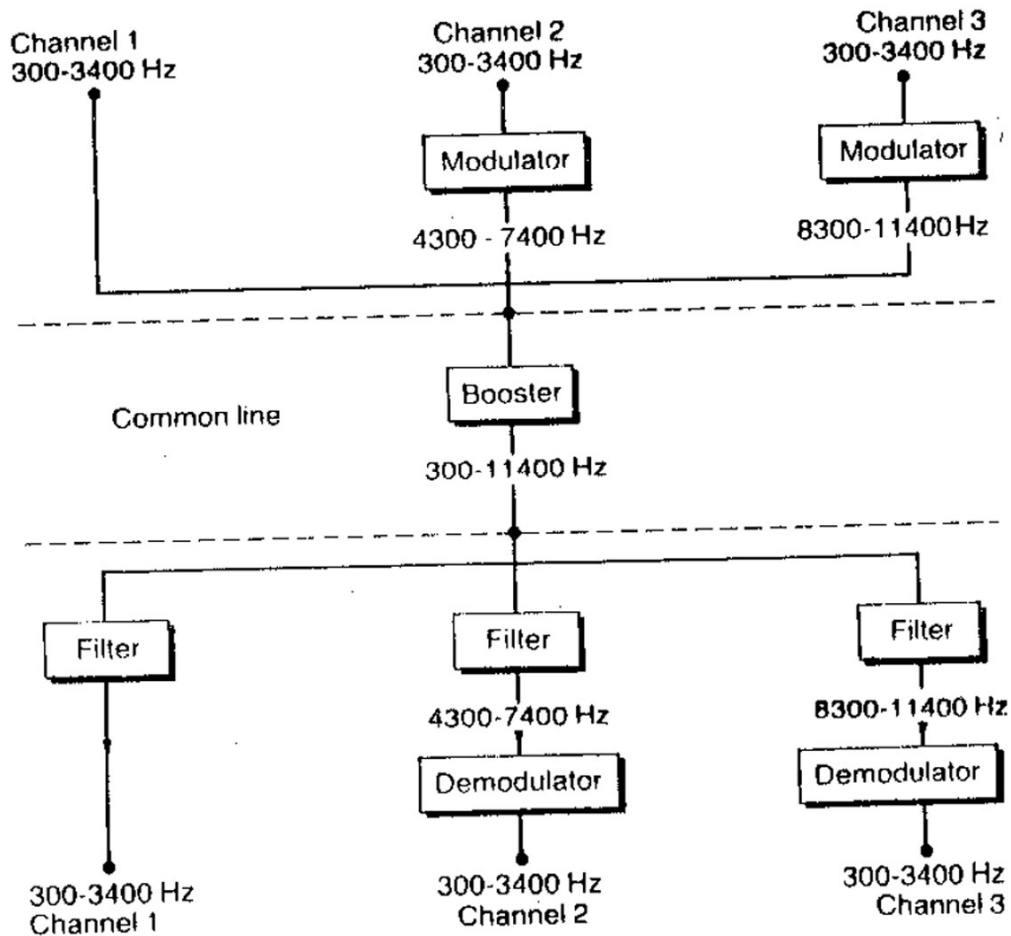 Channel 1
300-3400 Hz
Channel 2
300-3400 Hz
Channel 3
300-3400 Hz
Modulator
Modulator
4300 - 7400 Hz
8300-11400 Hz
Booster
Common line
300-11400 Hz
Filter
Filter
Filter
4300-7400 Hz
8300-11400 Hz
Demodulator
Demodulator
300-3400 Hz
Channel 1
300-3400 Hz
Channel 2
300-3400 Hz
Channel 3